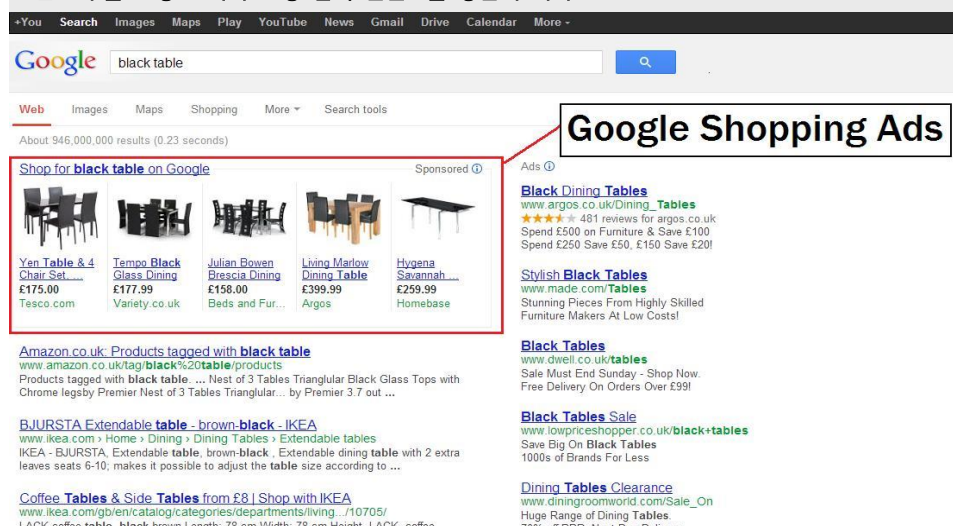 +You Search Images Maps Play YouTube News Gmail Drive Calendar More
Google black table
Web Images Maps Shopping More Search tools
About 946,000,000 results (0.23 seconds)
Google Shopping Ads
Shop for black table on Google Sponsored
Yen Table & 4 Chair Set, ...
£175.00
Tesco.com
Tempo Black Glass Dining
£177.99
Variety.co.uk
Julian Bowen Brescia Dining
£158.00
Beds and Fur...
Living Marlow Dining Table
£399.99
Argos
Hygena Savannah ...
£259.99
Homebase
Amazon.co.uk: Products tagged with black table
www.amazon.co.uk/tag/black%20table/products
Products tagged with black table. ... Nest of 3 Tables Trianglular Black Glass Tops with
Chrome legsby Premier Nest of 3 Tables Trianglular... by Premier 3.7 out ...
BJURSTA Extendable table - brown-black - IKEA
www.ikea.com › Home › Dining › Dining Tables › Extendable tables
IKEA - BJURSTA, Extendable table, brown-black , Extendable dining table with 2 extra
leaves seats 6-10; makes it possible to adjust the table size according to ...
Coffee Tables & Side Tables from £8 | Shop with IKEA
www.ikea.com/gb/en/catalog/categories/departments/living.../10705/
Ads
Black Dining Tables
www.argos.co.uk/Dining_Tables
481 reviews for argos.co.uk
Spend £500 on Furniture & Save £100
Spend £250 Save £50, £150 Save £20!
Stylish Black Tables
www.made.com/Tables
Stunning Pieces From Highly Skilled
Furniture Makers At Low Costs!
Black Tables
www.dwell.co.uk/tables
Sale Must End Sunday - Shop Now.
Free Delivery On Orders Over £99!
Black Tables Sale
www.lowpriceshopper.co.uk/black+tables
Save Big On Black Tables
1000s of Brands For Less
Dining Tables Clearance
www.diningroomworld.com/Sale_On
Huge Range of Dining Tables.